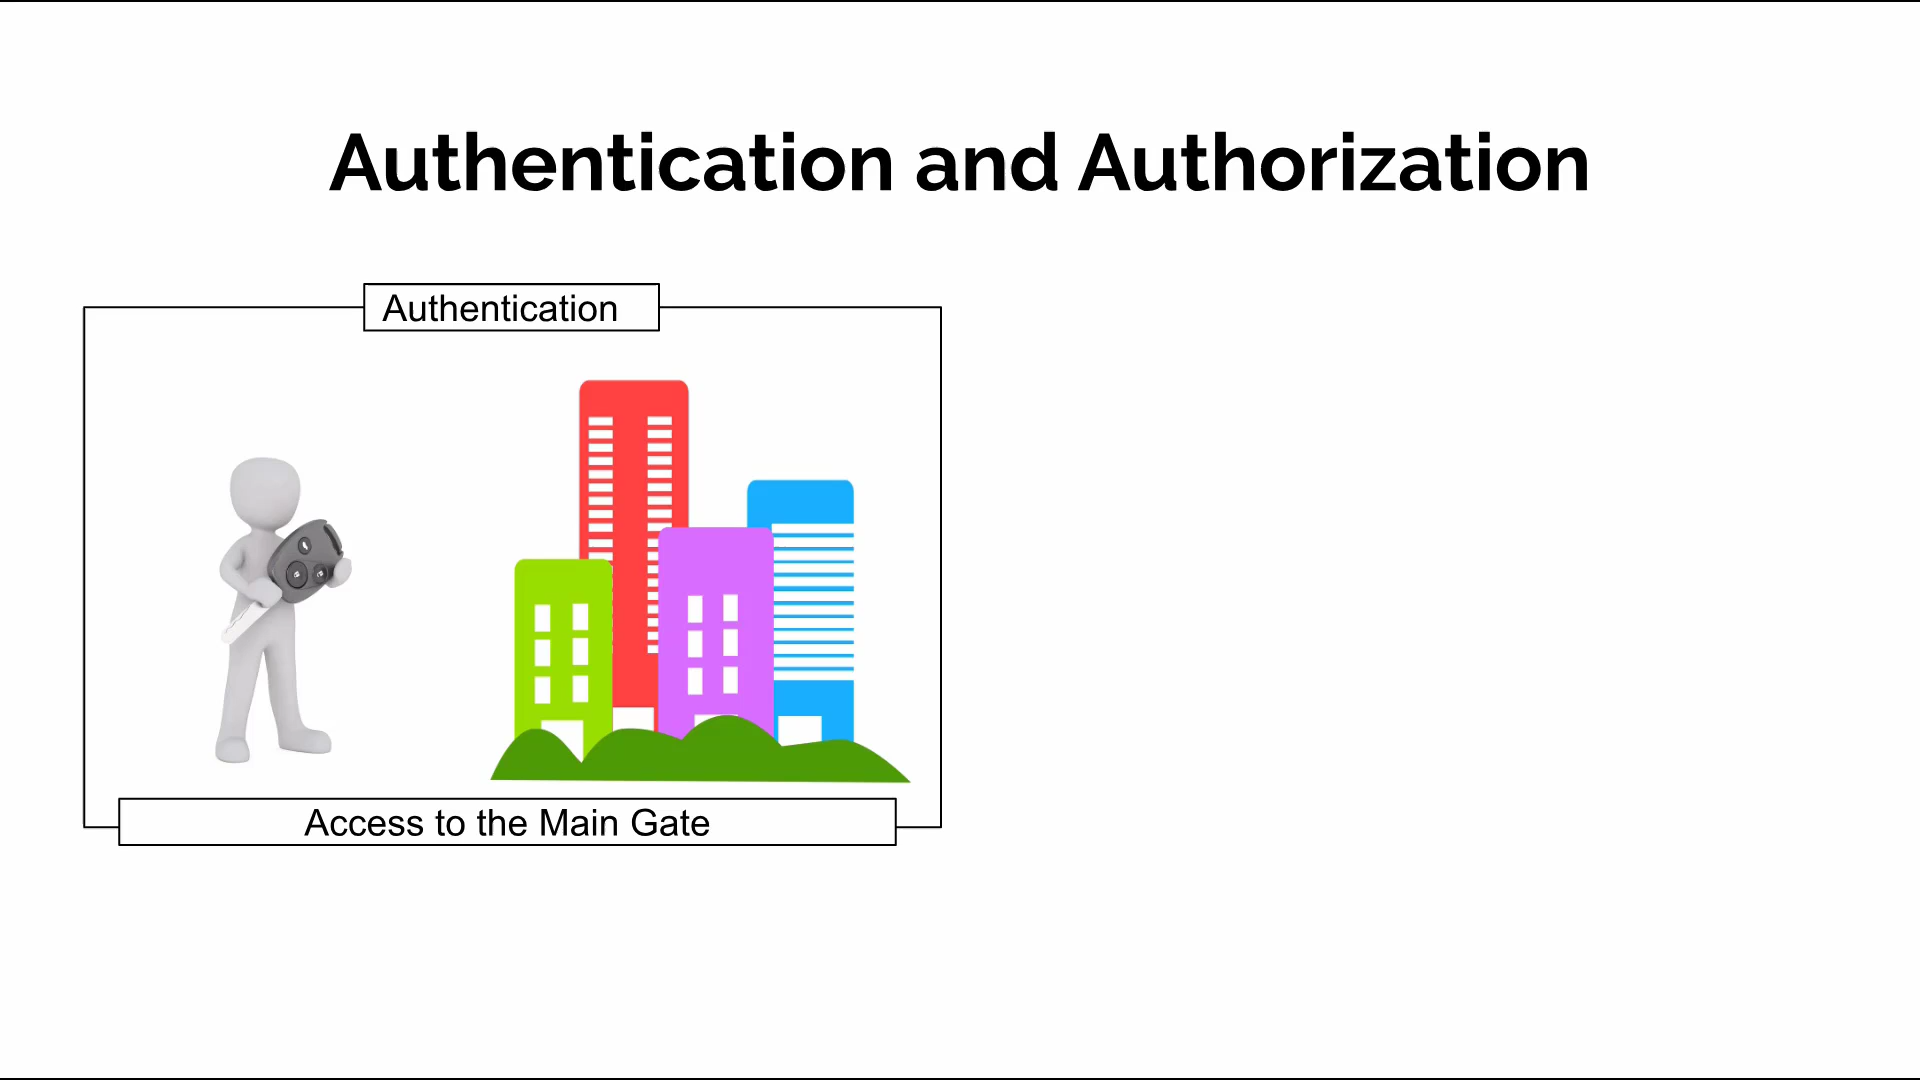 Authentication and Authorization
Authentication
Access to the Main Gate